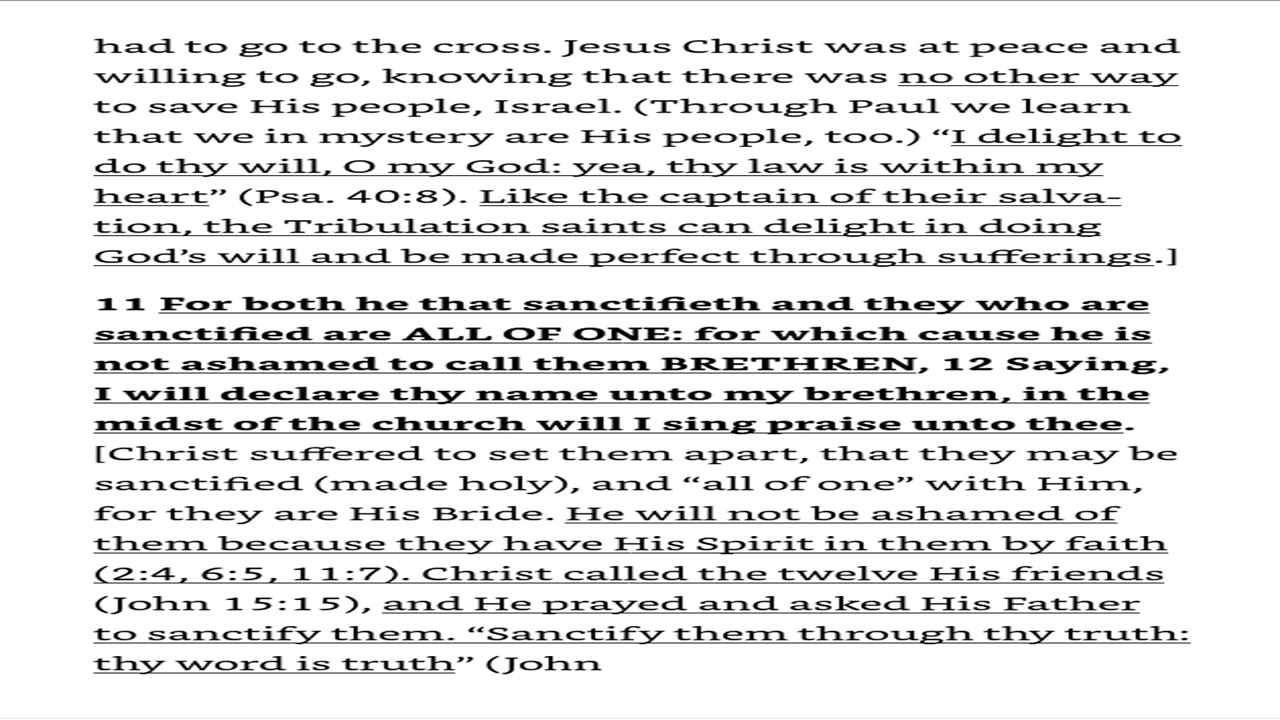 had to go to the cross. Jesus Christ was at peace and
willing to go, knowing that there was no other way
to save His people, Israel. (Through Paul we learn
that we in mystery are His people, too.) “I delight to
do thy will, O my God: yea, thy law is within my
heart” (Psa. 40:8). Like the captain of their salva-
tion, the Tribulation saints can delight in doing
God’s will and be made perfect through sufferings.]
11 For both he that sanctifieth and they who are
sanctified are ALL OF ONE: for which cause he is
not ashamed to call them BRETHREN, 12 Saying,
I will declare thy name unto my brethren, in the
midst of the church will I sing praise unto thee.
[Christ suffered to set them apart, that they may be
sanctified (made holy), and “all of one” with Him,
for they are His Bride. He will not be ashamed of
them because they have His Spirit in them by faith
(2:4, 6:5, 11:7). Christ called the twelve His friends
(John 15:15), and He prayed and asked His Father
to sanctify them. “Sanctify them through thy truth:
thy word is truth” (John